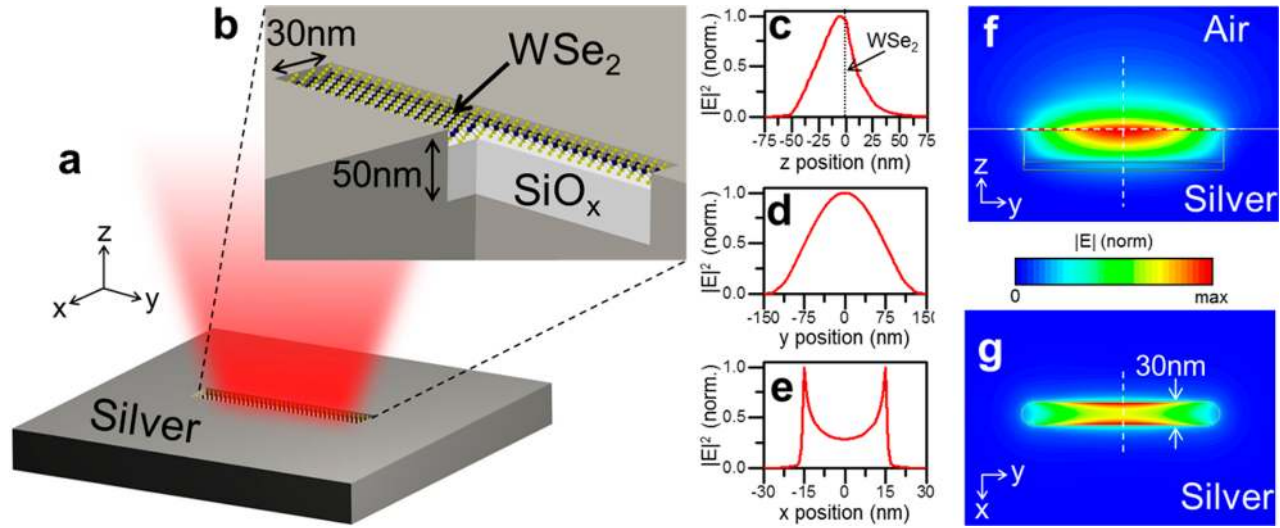 a
z
x
y
Silver
b
30nm
WSe₂
50nm
SiOₓ
c
|E|² (norm.)
1.0
0.5
0.0
WSe₂
-75 -50 -25 0 25 50 75
z position (nm)
d
|E|² (norm.)
1.0
0.5
0.0
-150 -75 0 75 150
y position (nm)
e
|E|² (norm.)
1.0
0.5
0.0
-30 -15 0 15 30
x position (nm)
f
Air
z
y
Silver
|E| (norm)
0 max
g
30nm
y
x
Silver